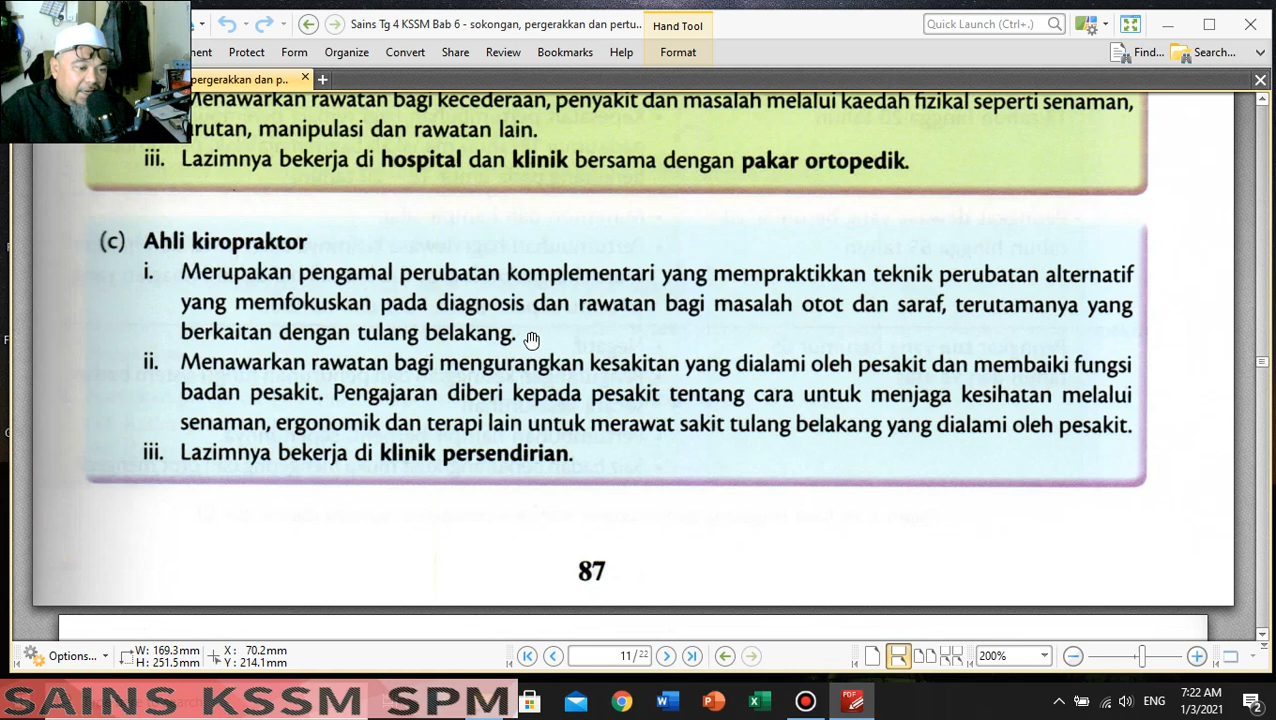 Sains Tg 4 KSSM Bab 6 - sokongan, pergerakkan dan pertu..
Hand Tool
Quick Launch (Ctrl+.)
Protect Form Organize Convert Share Review Bookmarks Help Format Find... Search...
pergerakkan dan p..
Menawarkan rawatan bagi kecederaan, penyakit dan masalah melalui kaedah fizikal seperti senaman,
urutan, manipulasi dan rawatan lain.
iii. Lazimnya bekerja di hospital dan klinik bersama dengan pakar ortopedik.
(c) Ahli kiropraktor
i. Merupakan pengamal perubatan komplementari yang mempraktikkan teknik perubatan alternatif
yang memfokuskan pada diagnosis dan rawatan bagi masalah otot dan saraf, terutamanya yang
berkaitan dengan tulang belakang.
ii. Menawarkan rawatan bagi mengurangkan kesakitan yang dialami oleh pesakit dan membaiki fungsi
badan pesakit. Pengajaran diberi kepada pesakit tentang cara untuk menjaga kesihatan melalui
senaman, ergonomik dan terapi lain untuk merawat sakit tulang belakang yang dialami oleh pesakit.
iii. Lazimnya bekerja di klinik persendirian.
87
Options...
W: 169.3mm
H: 251.5mm
X: 70.2mm
Y: 214.1mm
11/22
200%
SAINS KSSM SPM
ENG
7:22 AM
1/3/2021
2